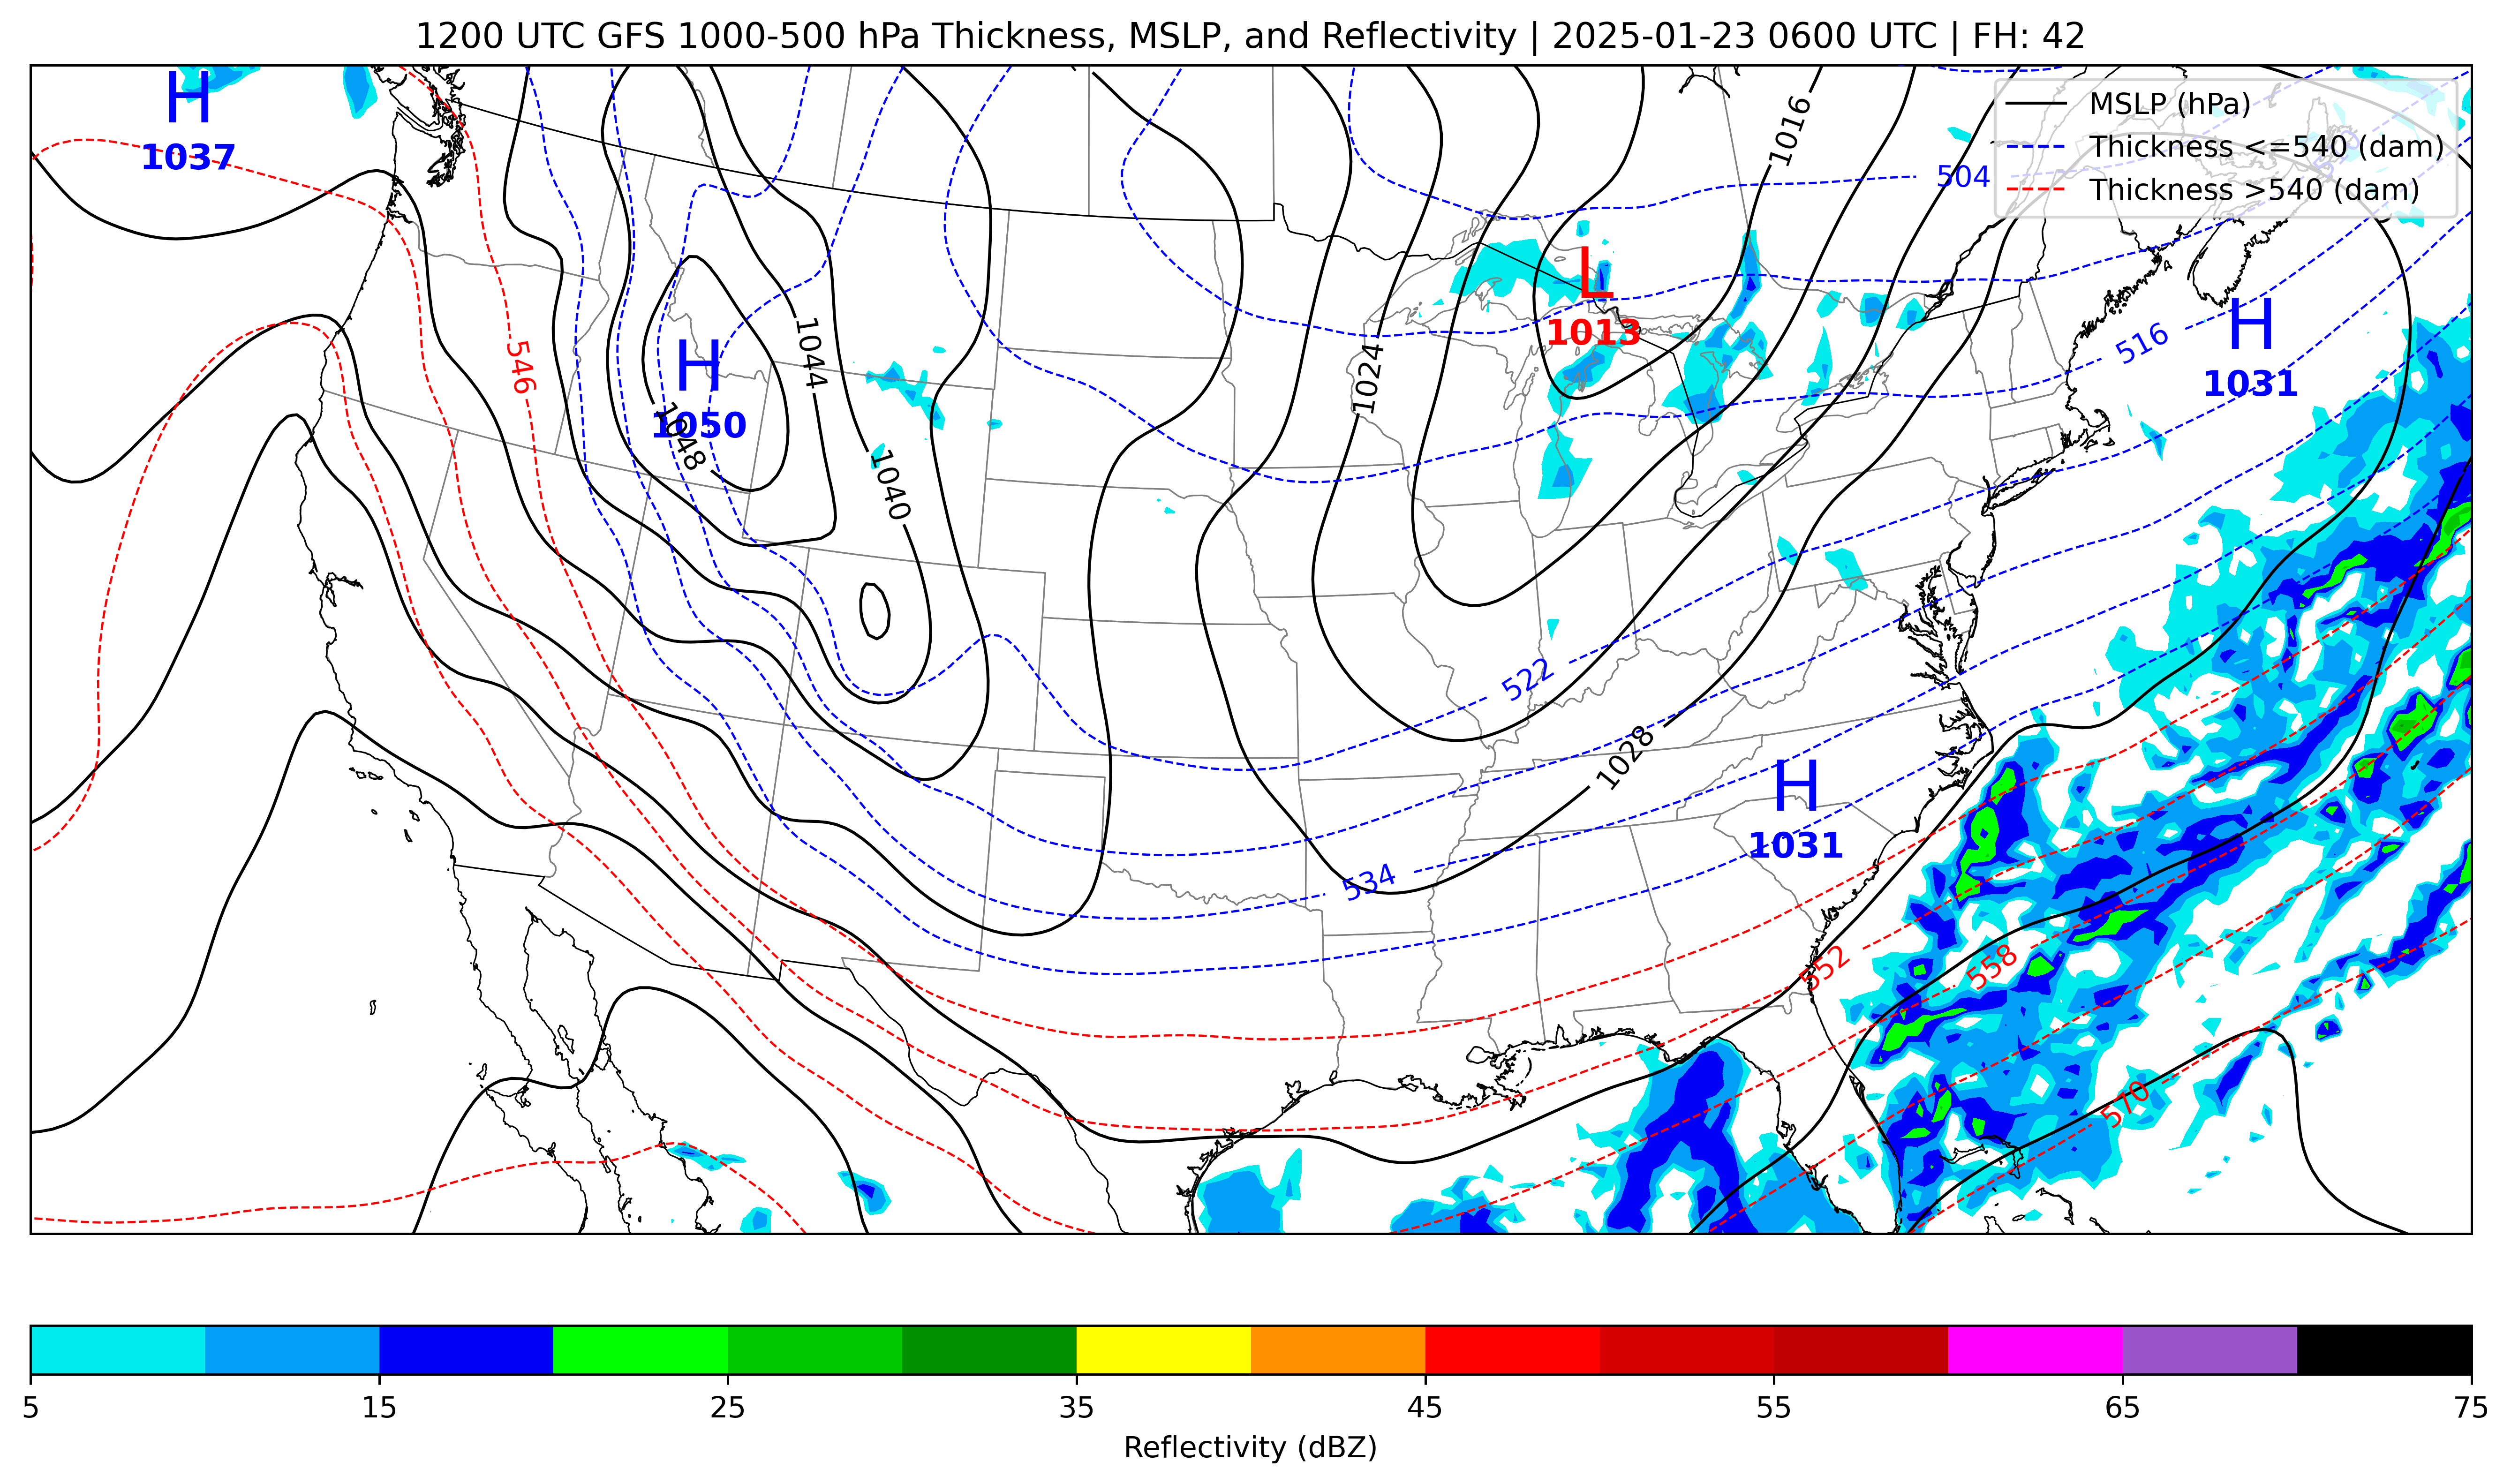 1200 UTC GFS 1000-500 hPa Thickness, MSLP, and Reflectivity | 2025-01-23 0600 UTC | FH: 42
MSLP (hPa)
Thickness <=540 (dam)
Thickness >540 (dam)
H
1037
1016
504
L
1013
H
1031
516
H
1050
546
1044
1048
1024
1040
522
1028
H
1031
534
552
558
570
5
15
25
35
45
55
65
75
Reflectivity (dBZ)